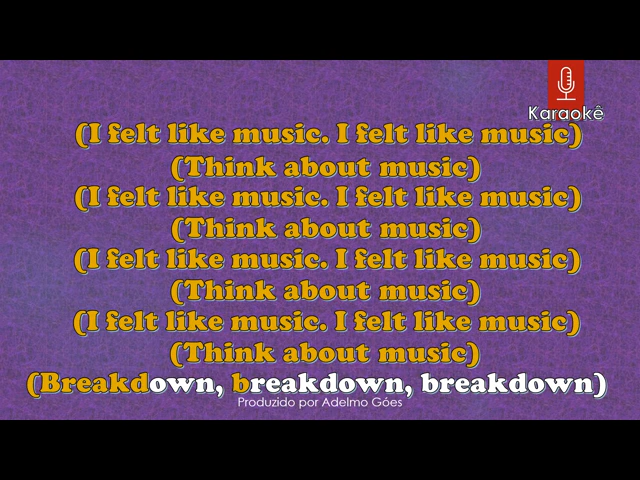 Karaokê
(I felt like music. I felt like music)
(Think about music)
(I felt like music. I felt like music)
(Think about music)
(I felt like music. I felt like music)
(Think about music)
(I felt like music. I felt like music)
(Think about music)
(Breakdown, breakdown, breakdown)
Produzido por Adelmo Góes